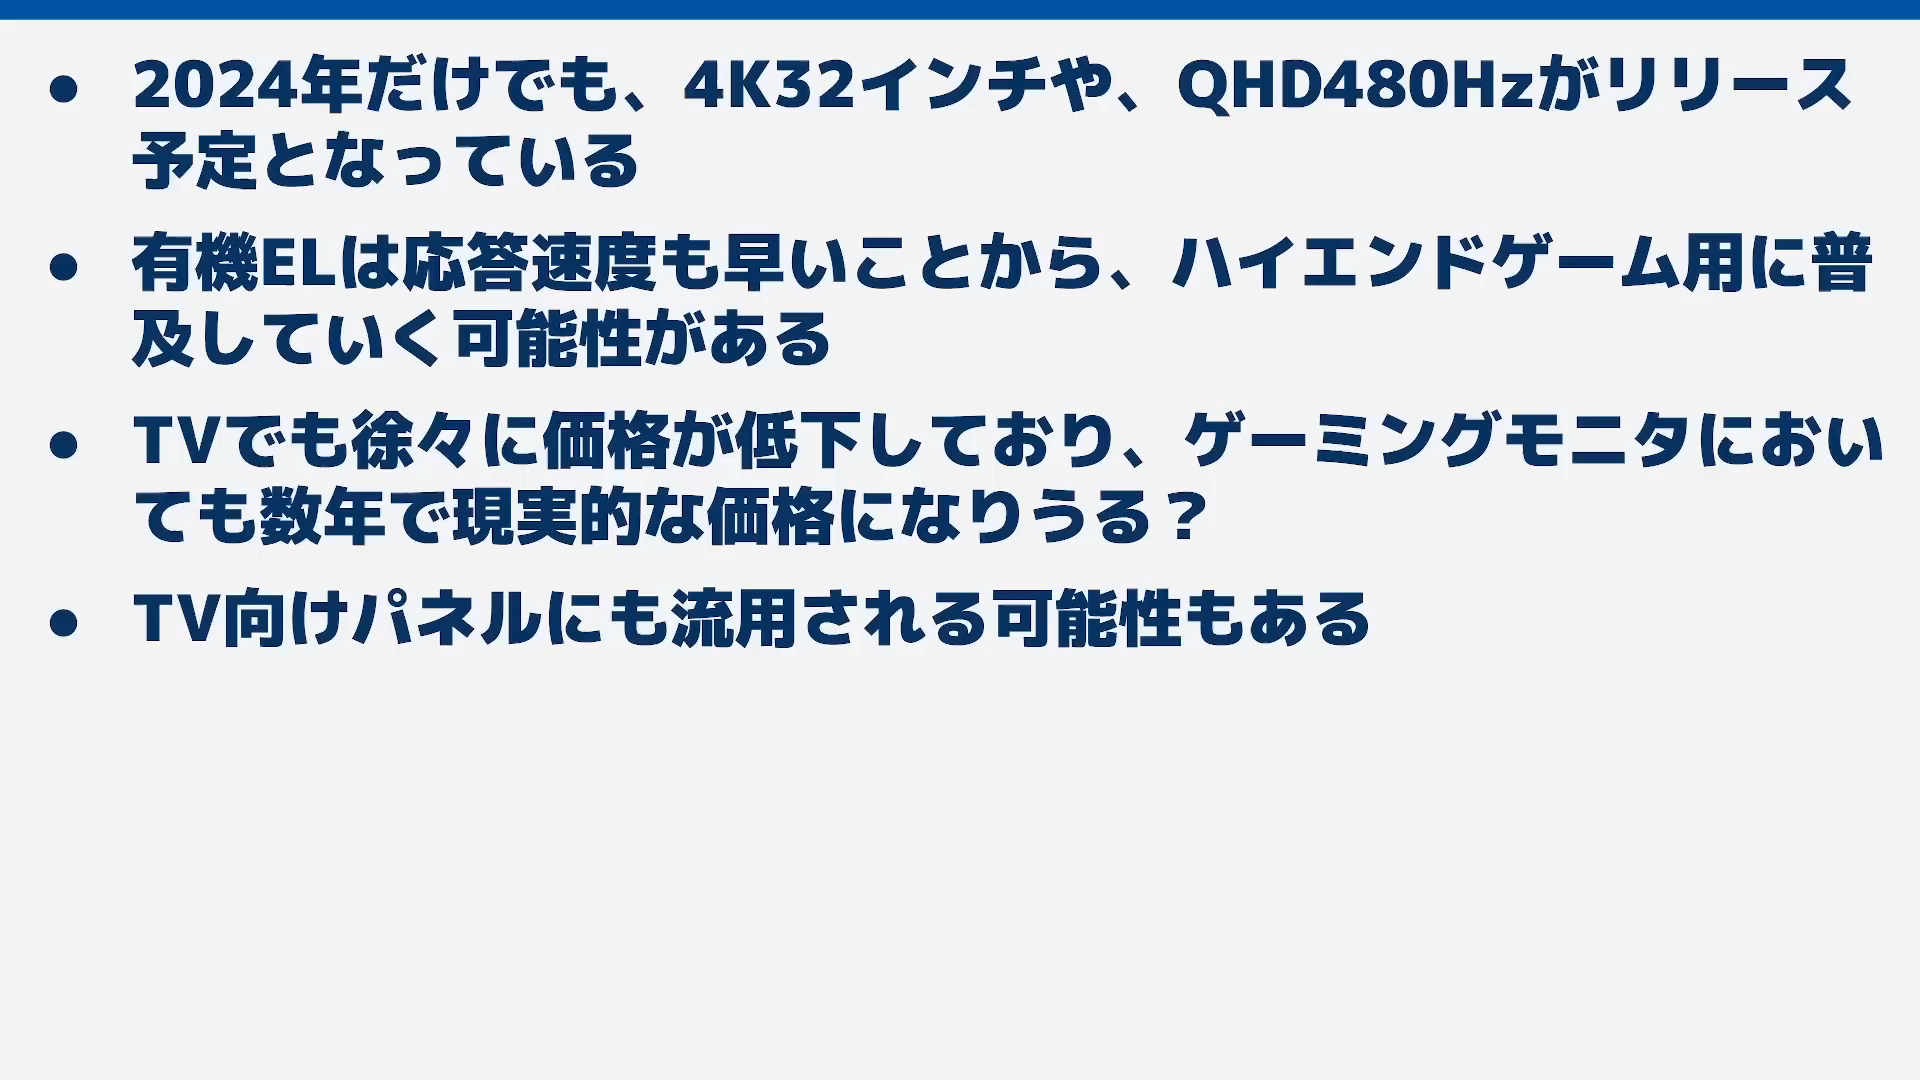 ● 2024年だけでも、4K32インチや、QHD480Hzがリリース
予定となっている
● 有機ELは応答速度も早いことから、ハイエンドゲーム用に普
及していく可能性がある
● TVでも徐々に価格が低下しており、ゲーミングモニタにおい
ても数年で現実的な価格になりうる？
● TV向けパネルにも流用される可能性もある